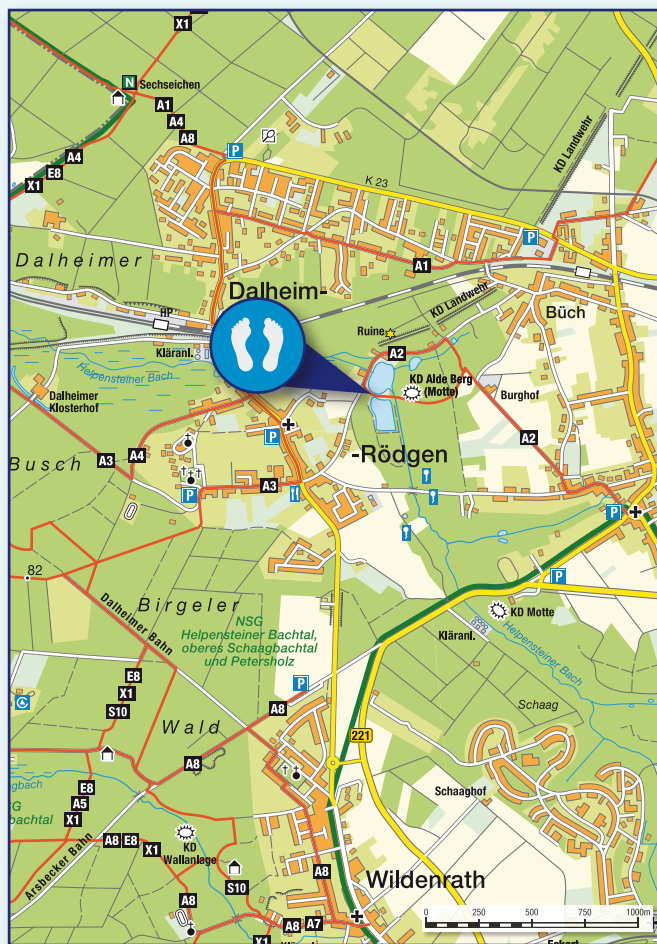 X1
N Sechseichen
A1
A4
A8
P
A4
E8
X1
K 23
KD Landwehr
P
A1
Dalheimer
Dalheim-
HP
Kläranl.
Helpensteiner Bach
Ruine
KD Landwehr
A2
Büch
KD Alde Berg
(Motte)
Burghof
Dalheimer
Klosterhof
A2
P
-Rödgen
Busch
A3
A4
A3
P
P
82
Birgeler
Dalheimer Bahn
NSG
Helpensteiner Bachtal,
oberes Schaagbachtal
und Petersholz
P
KD Motte
Kläranl.
Helpensteiner Bach
E8
X1
S10
P
Wald
A8
A8
221
Schaag
Schaaghof
gbach
E8
A5
X1
G
bachtal
Arsbecker Bahn
A8
E8
X1
KD
Wallanlage
S10
A8
A8
Wildenrath
A8
A7
X1
0 250 500 750 1000m